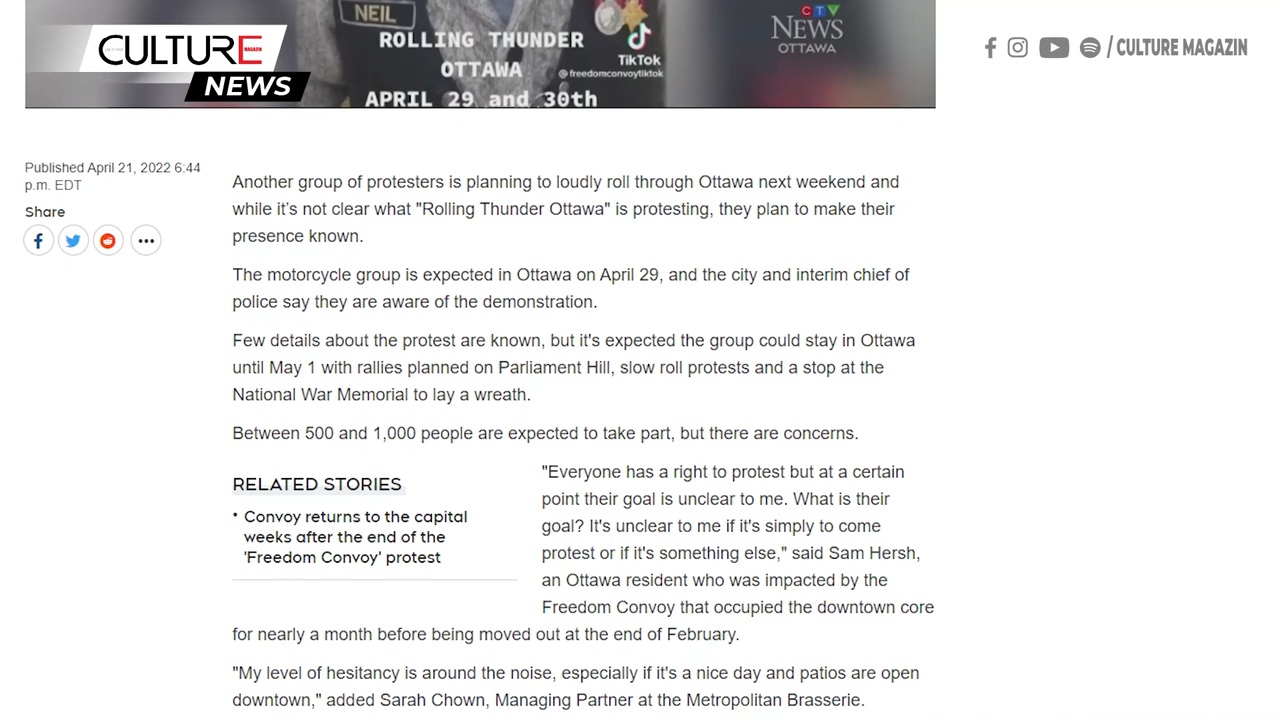 NEIL
ROLLING THUNDER
OTTAWA
APRIL 29 and 30th
TikTok
@freedomconvoytiktok
CTV
NEWS
OTTAWA
CULTURE
MAGAZIN
NEWS
/ CULTURE MAGAZIN
Published April 21, 2022 6:44
p.m. EDT
Share
Another group of protesters is planning to loudly roll through Ottawa next weekend and
while it’s not clear what "Rolling Thunder Ottawa" is protesting, they plan to make their
presence known.
The motorcycle group is expected in Ottawa on April 29, and the city and interim chief of
police say they are aware of the demonstration.
Few details about the protest are known, but it's expected the group could stay in Ottawa
until May 1 with rallies planned on Parliament Hill, slow roll protests and a stop at the
National War Memorial to lay a wreath.
Between 500 and 1,000 people are expected to take part, but there are concerns.
RELATED STORIES
• Convoy returns to the capital
weeks after the end of the
'Freedom Convoy' protest
"Everyone has a right to protest but at a certain
point their goal is unclear to me. What is their
goal? It's unclear to me if it's simply to come
protest or if it's something else," said Sam Hersh,
an Ottawa resident who was impacted by the
Freedom Convoy that occupied the downtown core
for nearly a month before being moved out at the end of February.
"My level of hesitancy is around the noise, especially if it's a nice day and patios are open
downtown," added Sarah Chown, Managing Partner at the Metropolitan Brasserie.